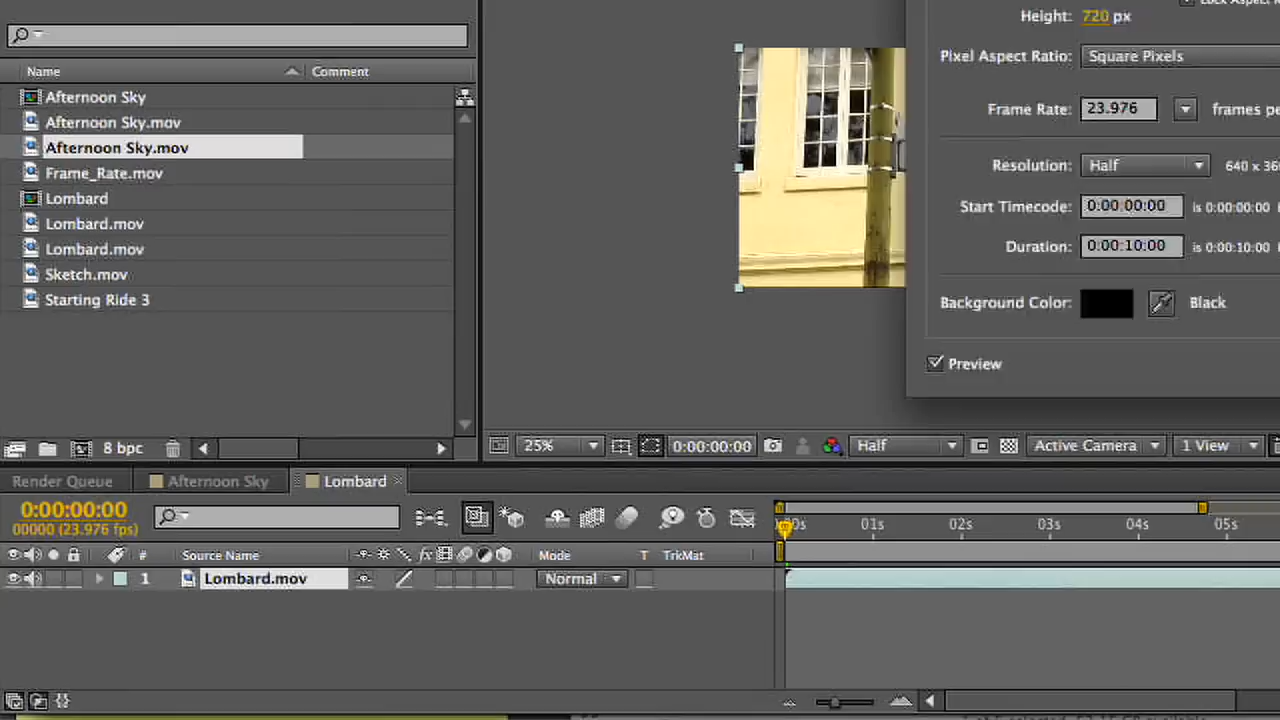 Lock Aspect R
Height: 720 px
Pixel Aspect Ratio: Square Pixels
Name Comment
Afternoon Sky
Afternoon Sky.mov
Frame Rate: 23.976 frames pe
Afternoon Sky.mov
Frame_Rate.mov
Resolution: Half 640 x 36
Lombard
Start Timecode: 0:00:00:00 is 0:00:00:00
Lombard.mov
Lombard.mov
Duration: 0:00:10:00 is 0:00:10:00
Sketch.mov
Starting Ride 3
Background Color: Black
Preview
8 bpc
25% 0:00:00:00 Half Active Camera 1 View
Render Queue Afternoon Sky Lombard
0:00:00:00
00000 (23.976 fps)
00s 01s 02s 03s 04s 05s
# Source Name fx Mode T TrkMat
1 Lombard.mov Normal